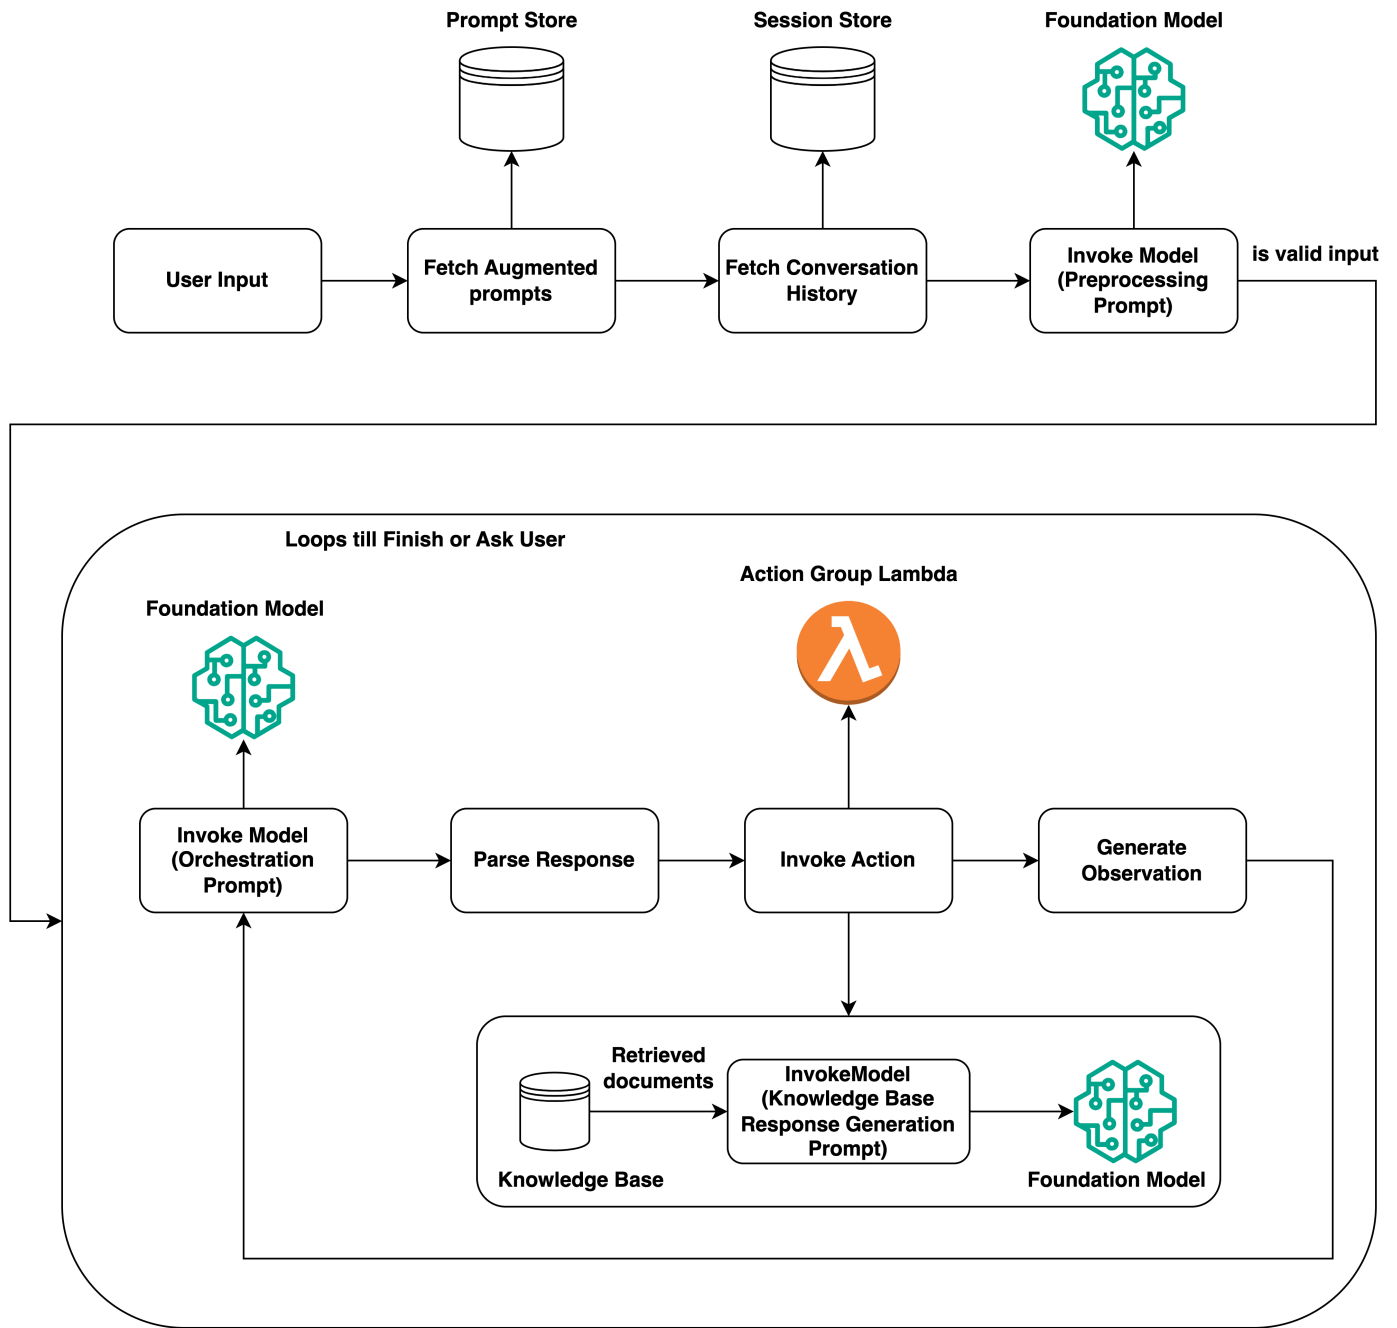 Prompt Store
Session Store
Foundation Model
User Input
Fetch Augmented
prompts
Fetch Conversation
History
Invoke Model
(Preprocessing
Prompt)
is valid input
Loops till Finish or Ask User
Foundation Model
Action Group Lambda
Invoke Model
(Orchestration
Prompt)
Parse Response
Invoke Action
Generate
Observation
Knowledge Base
Retrieved
documents
InvokeModel
(Knowledge Base
Response Generation
Prompt)
Foundation Model